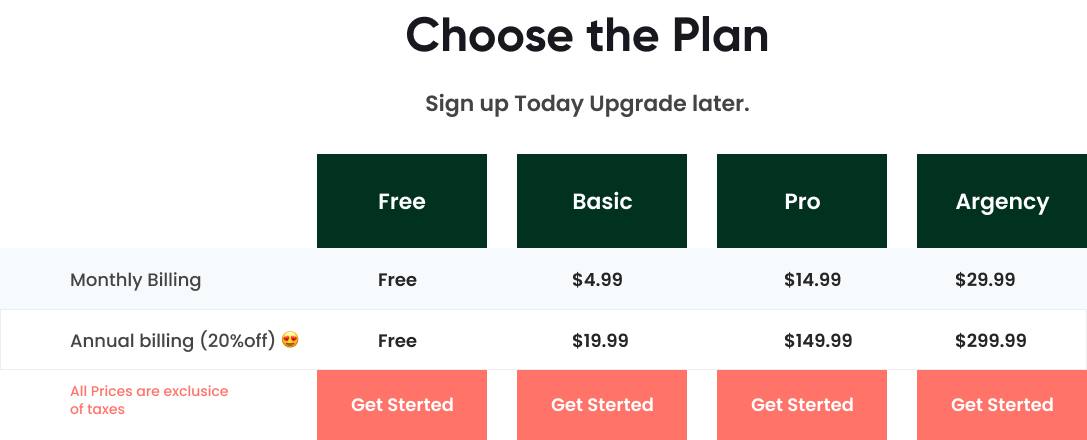 Choose the Plan
Sign up Today Upgrade later.
Free Basic Pro Argency
Monthly Billing Free $4.99 $14.99 $29.99
Annual billing (20%off) 😍 Free $19.99 $149.99 $299.99
All Prices are exclusice
of taxes
Get Sterted Get Sterted Get Sterted Get Sterted